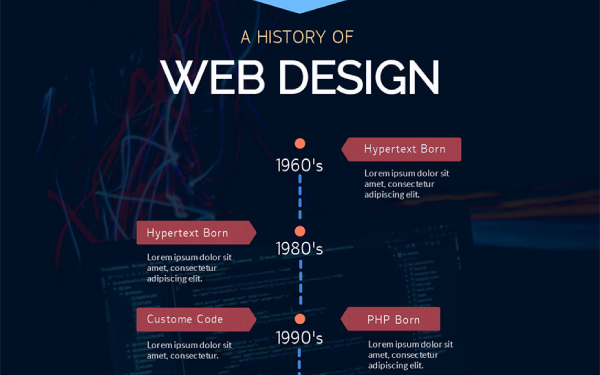 A HISTORY OF
WEB DESIGN
1960's
Hypertext Born
Lorem ipsum dolor sit
amet, consectetur
adipiscing elit.
Hypertext Born
Lorem ipsum dolor sit
amet, consectetur
adipiscing elit.
1980's
Custome Code
Lorem ipsum dolor sit
amet, consectetur.
1990's
PHP Born
Lorem ipsum dolor sit
amet, consectetur
adipiscing elit.